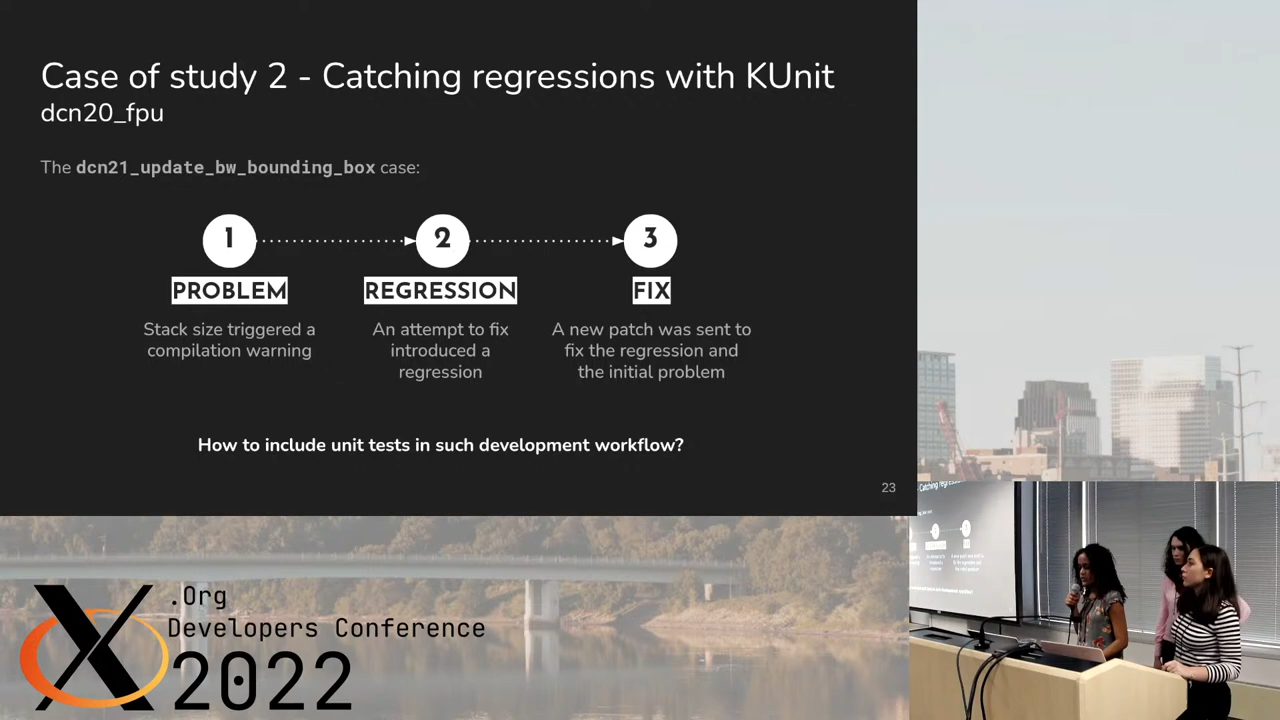 Case of study 2 - Catching regressions with KUnit
dcn20_fpu
The dcn21_update_bw_bounding_box case:
1
2
3
PROBLEM
REGRESSION
FIX
Stack size triggered a
compilation warning
An attempt to fix
introduced a
regression
A new patch was sent to
fix the regression and
the initial problem
How to include unit tests in such development workflow?
23
X.Org
Developers Conference
2022